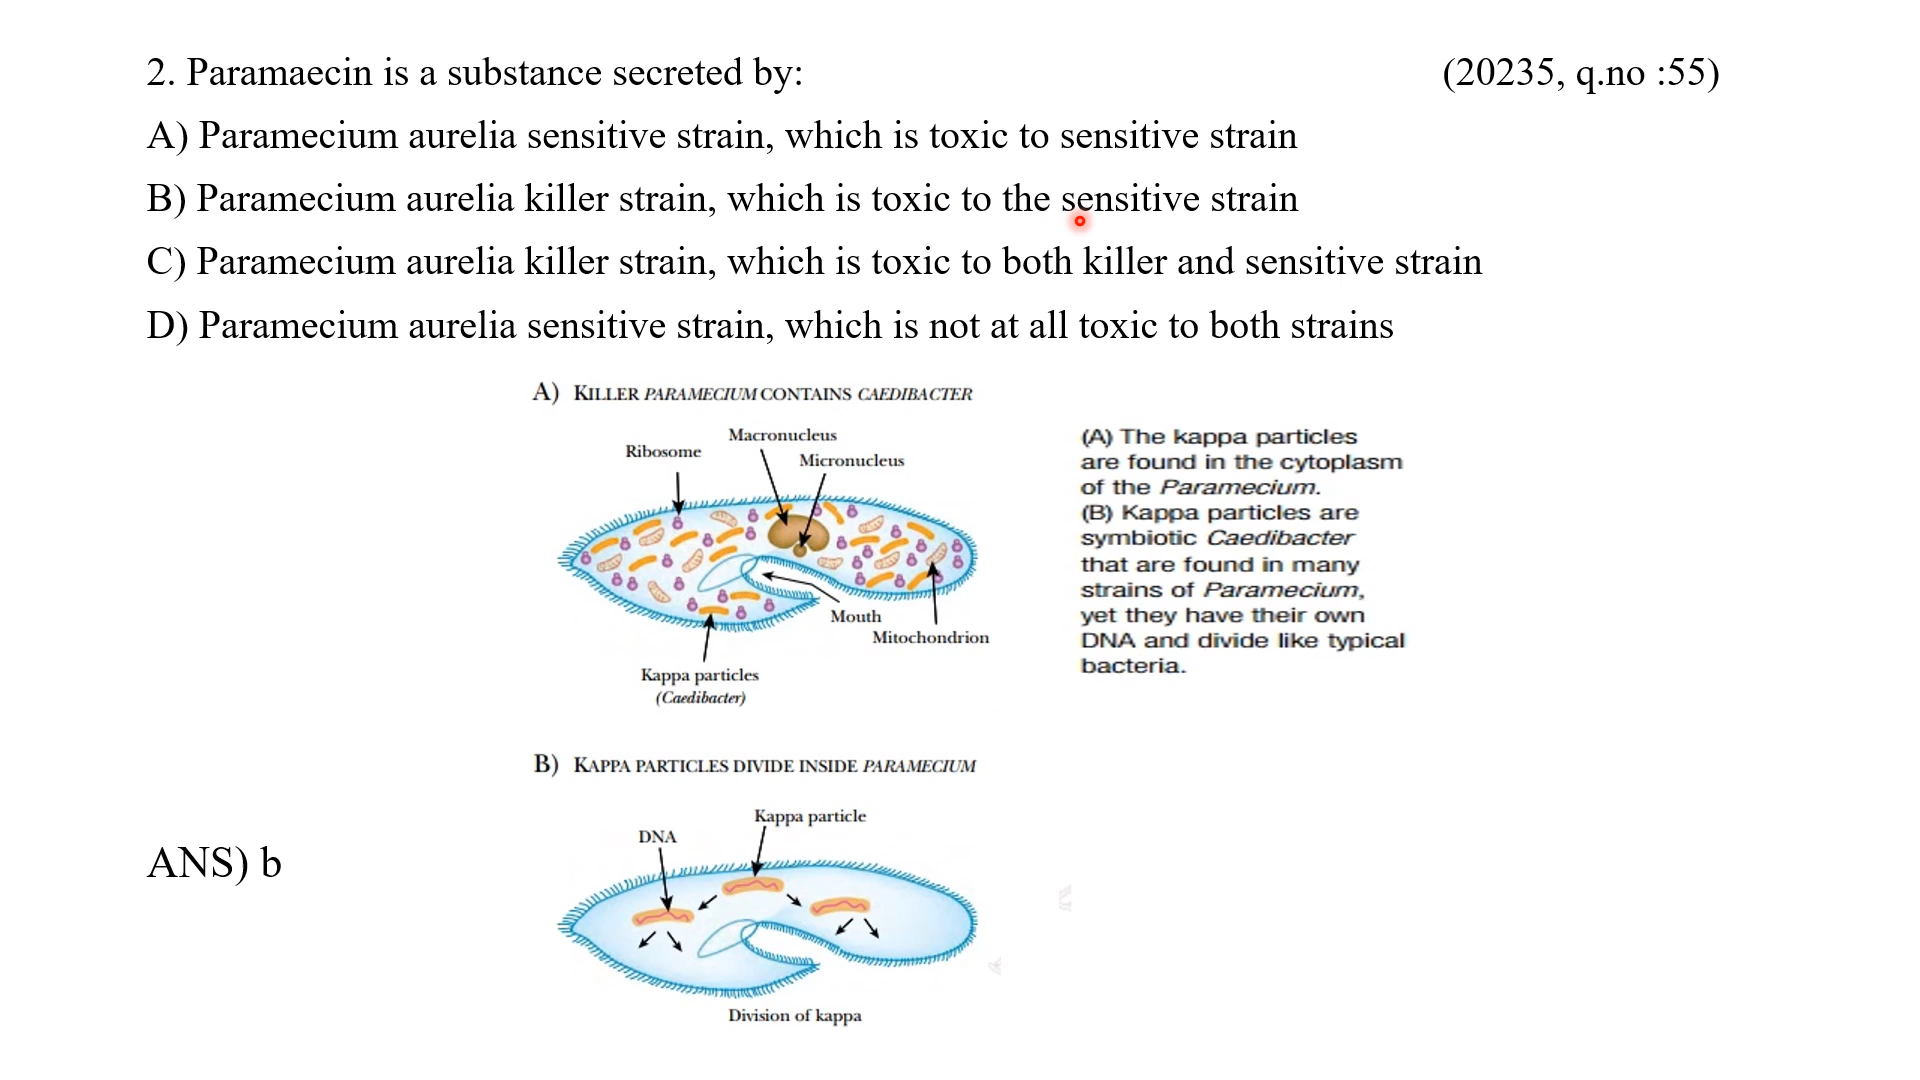 2. Paramaecin is a substance secreted by: (20235, q.no :55)
A) Paramecium aurelia sensitive strain, which is toxic to sensitive strain
B) Paramecium aurelia killer strain, which is toxic to the sensitive strain
C) Paramecium aurelia killer strain, which is toxic to both killer and sensitive strain
D) Paramecium aurelia sensitive strain, which is not at all toxic to both strains
A) KILLER PARAMECIUM CONTAINS CAEDIBACTER
Macronucleus
Ribosome
Micronucleus
Mouth
Mitochondrion
Kappa particles
(Caedibacter)
(A) The kappa particles
are found in the cytoplasm
of the Paramecium.
(B) Kappa particles are
symbiotic Caedibacter
that are found in many
strains of Paramecium,
yet they have their own
DNA and divide like typical
bacteria.
B) KAPPA PARTICLES DIVIDE INSIDE PARAMECIUM
Kappa particle
DNA
ANS) b
Division of kappa